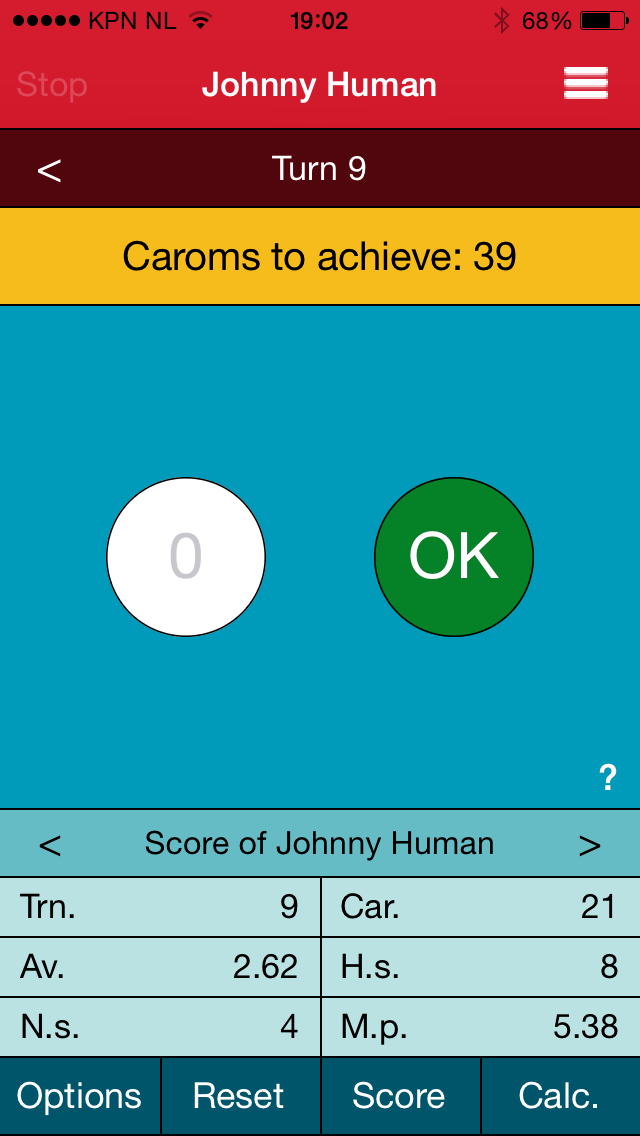 KPN NL 19:02 68%
Stop Johnny Human
< Turn 9
Caroms to achieve: 39
0 OK
?
< Score of Johnny Human >
Trn. 9 Car. 21
Av. 2.62 H.s. 8
N.s. 4 M.p. 5.38
Options Reset Score Calc.